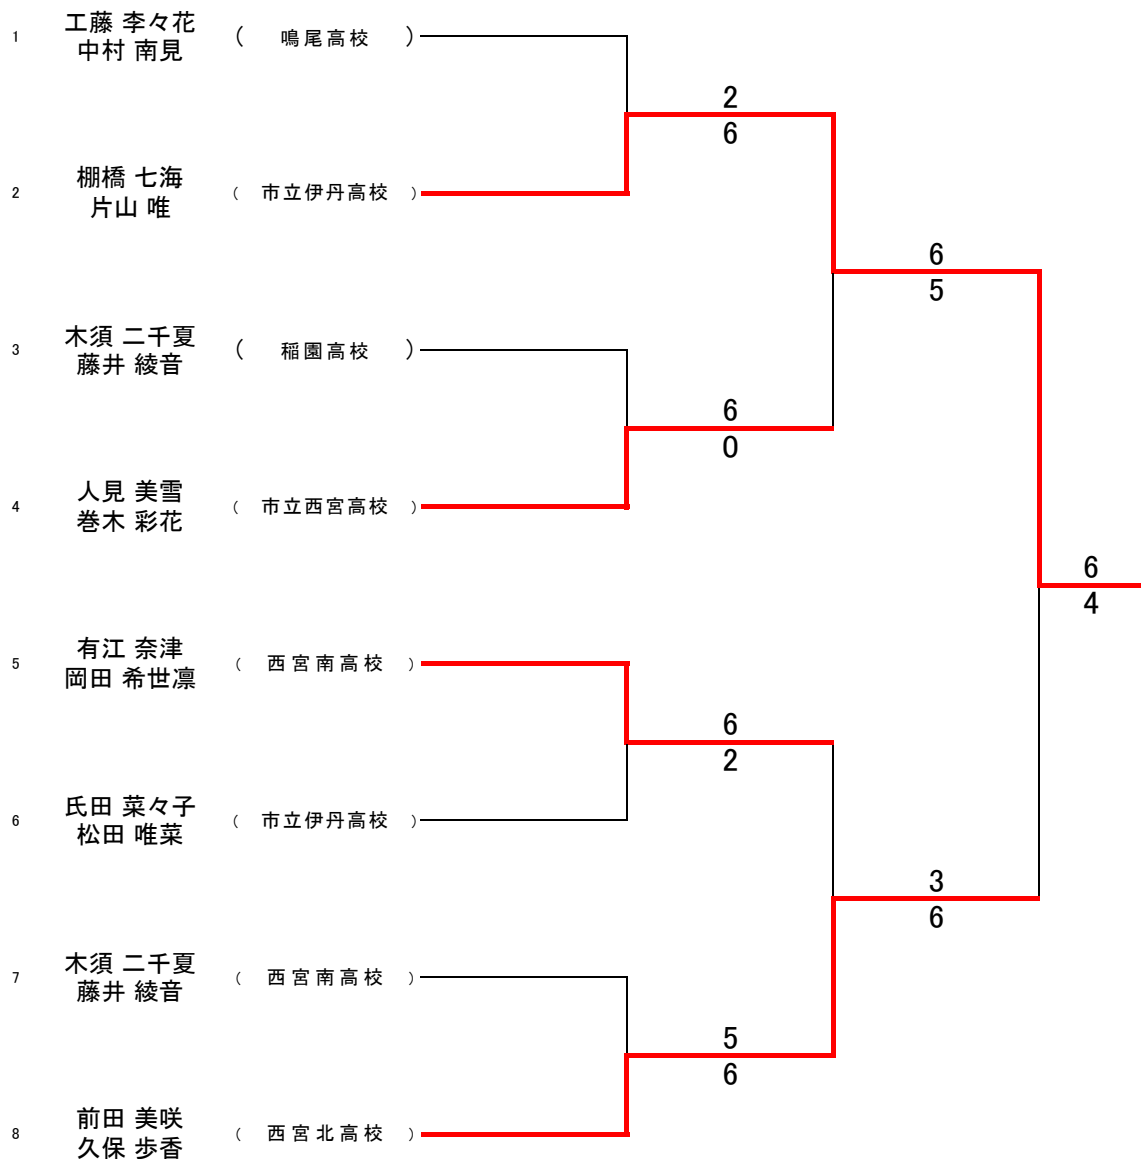 1 工藤 李々花
中村 南見
( 鳴尾高校 )
2
6
2 棚橋 七海
片山 唯
( 市立伊丹高校 )
6
5
3 木須 二千夏
藤井 綾音
( 稲園高校 )
6
0
4 人見 美雪
巻木 彩花
( 市立西宮高校 )
6
4
5 有江 奈津
岡田 希世凛
( 西宮南高校 )
6
2
6 氏田 菜々子
松田 唯菜
( 市立伊丹高校 )
3
6
7 木須 二千夏
藤井 綾音
( 西宮南高校 )
5
6
8 前田 美咲
久保 歩香
( 西宮北高校 )